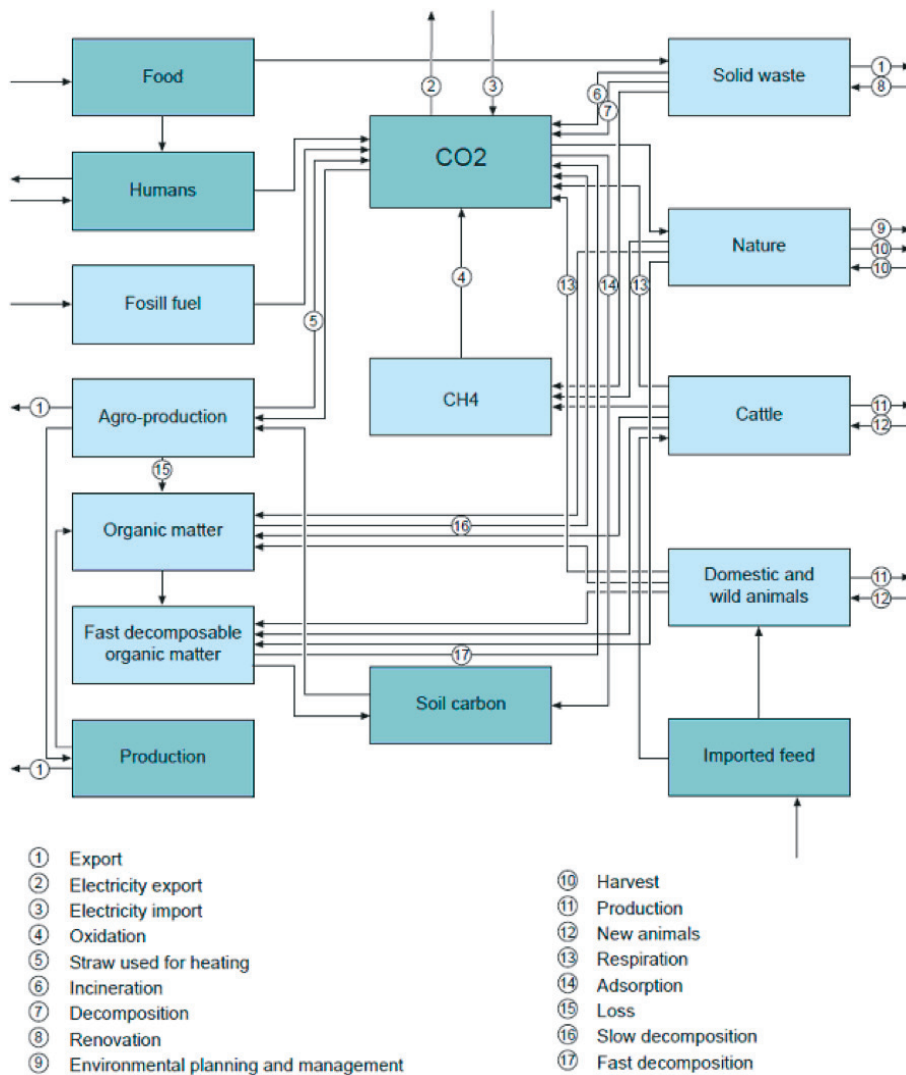 Food
Solid waste
1
8
2
3
6
7
CO2
Humans
Nature
9
10
10
Fosill fuel
4
13
14
13
5
CH4
Agro-production
1
Cattle
11
12
15
Organic matter
16
Domestic and
wild animals
11
12
Fast decomposable
organic matter
17
Soil carbon
Production
1
Imported feed
1 Export
2 Electricity export
3 Electricity import
4 Oxidation
5 Straw used for heating
6 Incineration
7 Decomposition
8 Renovation
9 Environmental planning and management
10 Harvest
11 Production
12 New animals
13 Respiration
14 Adsorption
15 Loss
16 Slow decomposition
17 Fast decomposition